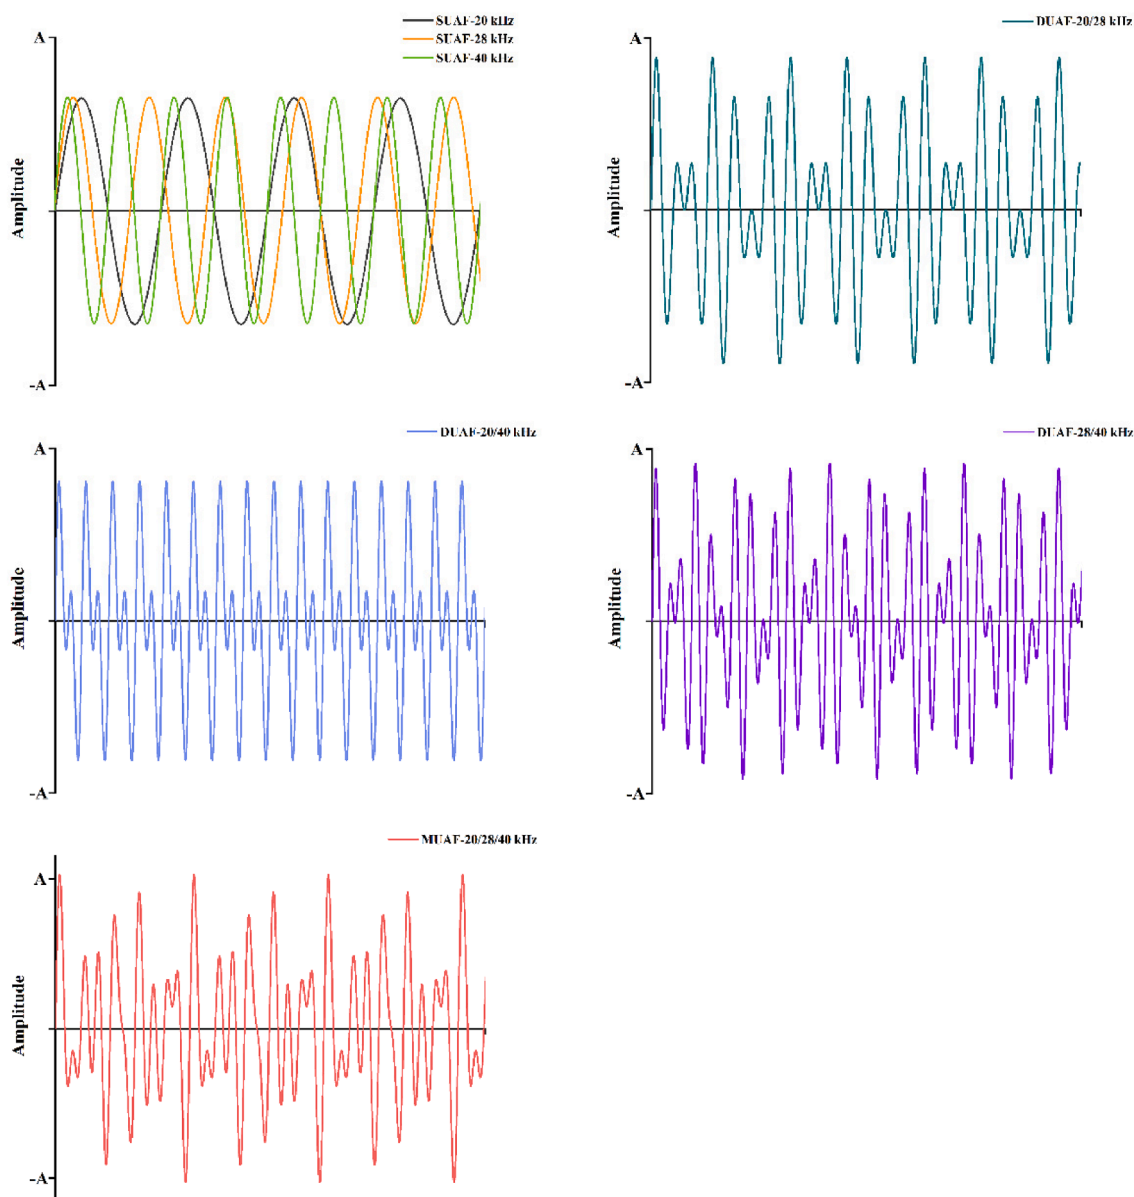 SUAF-20 kHz
SUAF-28 kHz
SUAF-40 kHz
A
Amplitude
-A
DUAF-20/28 kHz
A
Amplitude
-A
DUAF-20/40 kHz
A
Amplitude
-A
DUAF-28/40 kHz
A
Amplitude
-A
MUAF-20/28/40 kHz
A
Amplitude
-A